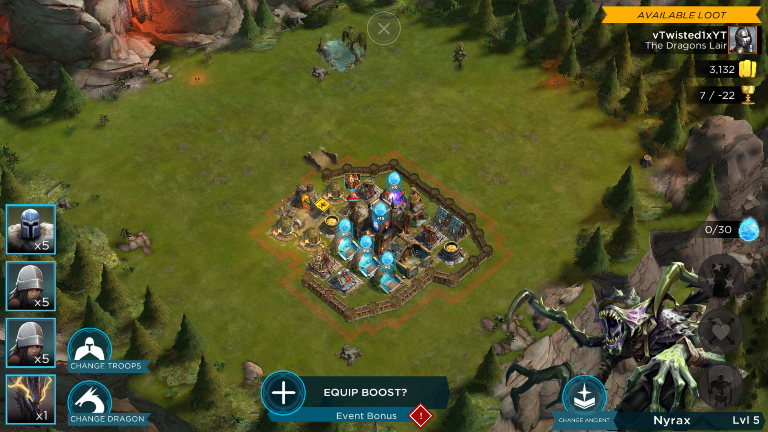 AVAILABLE LOOT
vTwisted1xYT
The Dragons Lair
3,132
7 / -22
0/30
x5
x5
x5
x1
CHANGE TROOPS
CHANGE DRAGON
EQUIP BOOST?
Event Bonus
CHANGE ANCIENT
Nyrax
Lvl 5